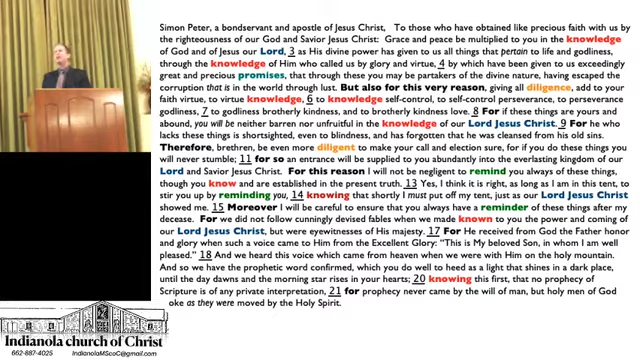 Simon Peter, a bondservant and apostle of Jesus Christ,    To those who have obtained like precious faith with us by
the righteousness of our God and Savior Jesus Christ:  Grace and peace be multiplied to you in the knowledge
of God and of Jesus our Lord, 3 as His divine power has given to us all things that pertain to life and godliness,
through the knowledge of Him who called us by glory and virtue, 4 by which have been given to us exceedingly
great and precious promises, that through these you may be partakers of the divine nature, having escaped the
corruption that is in the world through lust. But also for this very reason, giving all diligence, add to your
faith virtue, to virtue knowledge, 6 to knowledge self-control, to self-control perseverance, to perseverance
godliness, 7 to godliness brotherly kindness, and to brotherly kindness love. 8 For if these things are yours and
abound, you will be neither barren nor unfruitful in the knowledge of our Lord Jesus Christ. 9 For he who
lacks these things is shortsighted, even to blindness, and has forgotten that he was cleansed from his old sins.
Therefore, brethren, be even more diligent to make your call and election sure, for if you do these things you
will never stumble; 11 for so an entrance will be supplied to you abundantly into the everlasting kingdom of our
Lord and Savior Jesus Christ. For this reason I will not be negligent to remind you always of these things,
though you know and are established in the present truth. 13 Yes, I think it is right, as long as I am in this tent, to
stir you up by reminding you, 14 knowing that shortly I must put off my tent, just as our Lord Jesus Christ
showed me. 15 Moreover I will be careful to ensure that you always have a reminder of these things after my
decease. For we did not follow cunningly devised fables when we made known to you the power and coming of
our Lord Jesus Christ, but were eyewitnesses of His majesty. 17 For He received from God the Father honor
and glory when such a voice came to Him from the Excellent Glory: "This is My beloved Son, in whom I am well
pleased." 18 And we heard this voice which came from heaven when we were with Him on the holy mountain.
And so we have the prophetic word confirmed, which you do well to heed as a light that shines in a dark place,
until the day dawns and the morning star rises in your hearts; 20 knowing this first, that no prophecy of
Scripture is of any private interpretation, 21 for prophecy never came by the will of man, but holy men of God
oke as they were moved by the Holy Spirit.
Indianola church of Christ
662-887-4025 IndianolaMSCoC@gmail.com